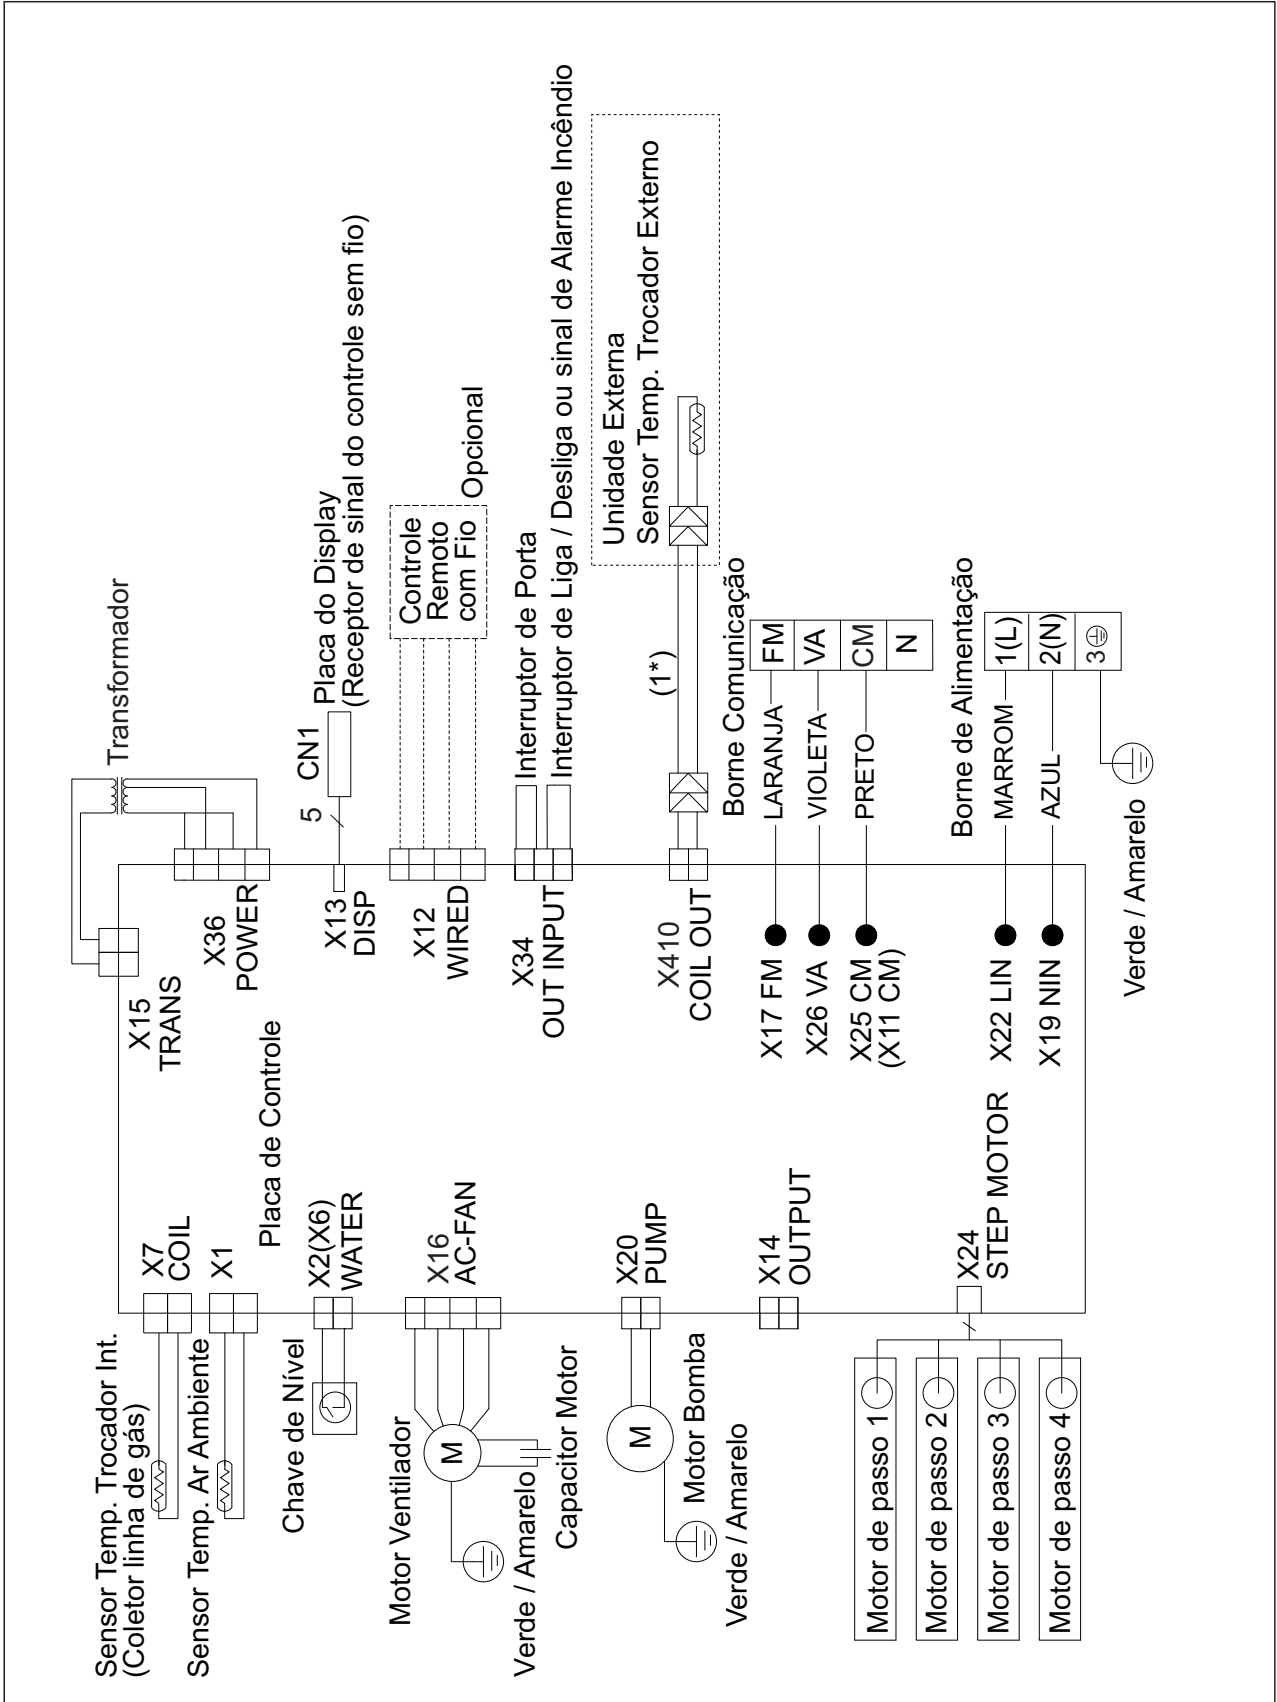 Sensor Temp. Trocador Int.
(Coletor linha de gás)
Sensor Temp. Ar Ambiente
Chave de Nível
Motor Ventilador
M
Verde / Amarelo
Capacitor Motor
M
Motor Bomba
Verde / Amarelo
Motor de passo 1
Motor de passo 2
Motor de passo 3
Motor de passo 4
X7
COIL
X1
Placa de Controle
X2(X6)
WATER
X16
AC-FAN
X20
PUMP
X14
OUTPUT
X24
STEP MOTOR
X15
TRANS
X36
POWER
X13
DISP
X12
WIRED
X34
OUT INPUT
X410
COIL OUT
X17 FM
X26 VA
X25 CM
(X11 CM)
X22 LIN
X19 NIN
Transformador
5
CN1
Placa do Display
(Receptor de sinal do controle sem fio)
Controle
Remoto
com Fio
Opcional
Interruptor de Porta
Interruptor de Liga / Desliga ou sinal de Alarme Incêndio
Unidade Externa
Sensor Temp. Trocador Externo
(1*)
Borne Comunicação
LARANJA FM
VIOLETA VA
PRETO CM
N
Borne de Alimentação
MARROM 1(L)
AZUL 2(N)
3
Verde / Amarelo